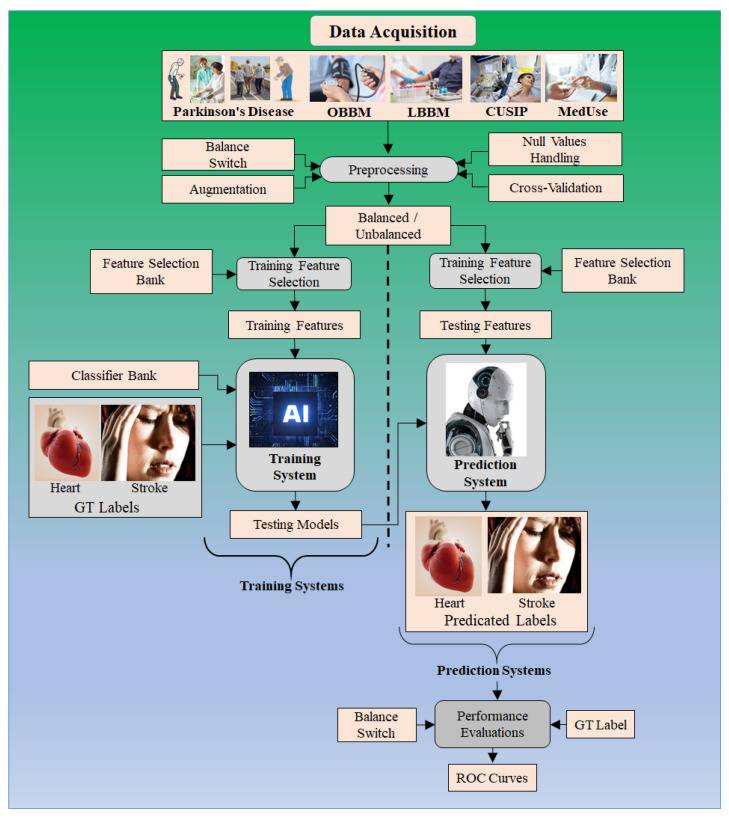 Data Acquisition
Parkinson's Disease
OBBM
LBBM
CUSIP
MedUse
Balance
Switch
Augmentation
Preprocessing
Null Values
Handling
Cross-Validation
Balanced /
Unbalanced
Feature Selection
Bank
Training Feature
Selection
Training Feature
Selection
Feature Selection
Bank
Training Features
Testing Features
Classifier Bank
Heart
Stroke
GT Labels
AI
Training
System
Prediction
System
Testing Models
Training Systems
Heart
Stroke
Predicated Labels
Prediction Systems
Balance
Switch
Performance
Evaluations
GT Label
ROC Curves